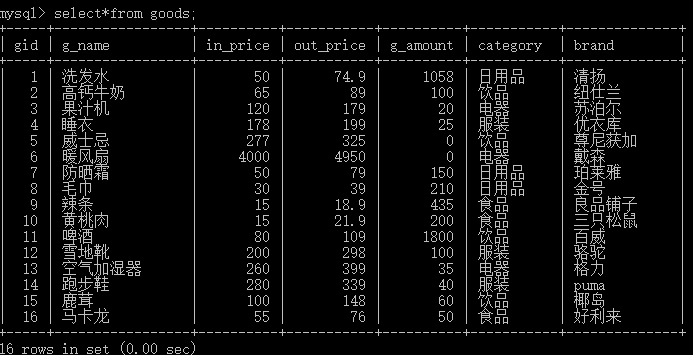 mysql> select*from goods;
| gid | g_name | in_price | out_price | g_amount | category | brand
| 1 | 洗发水 | 50 | 74.9 | 1058 | 日用品 | 清扬
| 2 | 高钙牛奶 | 65 | 89 | 100 | 饮品 | 纽仕兰
| 3 | 果汁机 | 120 | 179 | 20 | 电器 | 苏泊尔
| 4 | 睡衣 | 178 | 199 | 25 | 服装 | 优衣库
| 5 | 威士忌 | 277 | 325 | 0 | 饮品 | 尊尼获加
| 6 | 暖风扇 | 4000 | 4950 | 0 | 电器 | 戴森
| 7 | 防晒霜 | 50 | 79 | 150 | 日用品 | 珀莱雅
| 8 | 毛巾 | 30 | 39 | 210 | 日用品 | 金号
| 9 | 辣条 | 15 | 18.9 | 435 | 食品 | 良品铺子
| 10 | 黄桃肉 | 15 | 21.9 | 200 | 食品 | 三只松鼠
| 11 | 啤酒 | 80 | 109 | 1800 | 饮品 | 百威
| 12 | 雪地靴 | 200 | 298 | 100 | 服装 | 骆驼
| 13 | 空气加湿器 | 260 | 399 | 35 | 电器 | 格力
| 14 | 跑步鞋 | 280 | 339 | 40 | 服装 | puma
| 15 | 鹿茸 | 100 | 148 | 60 | 饮品 | 椰岛
| 16 | 马卡龙 | 55 | 76 | 50 | 食品 | 好利来
16 rows in set (0.00 sec)